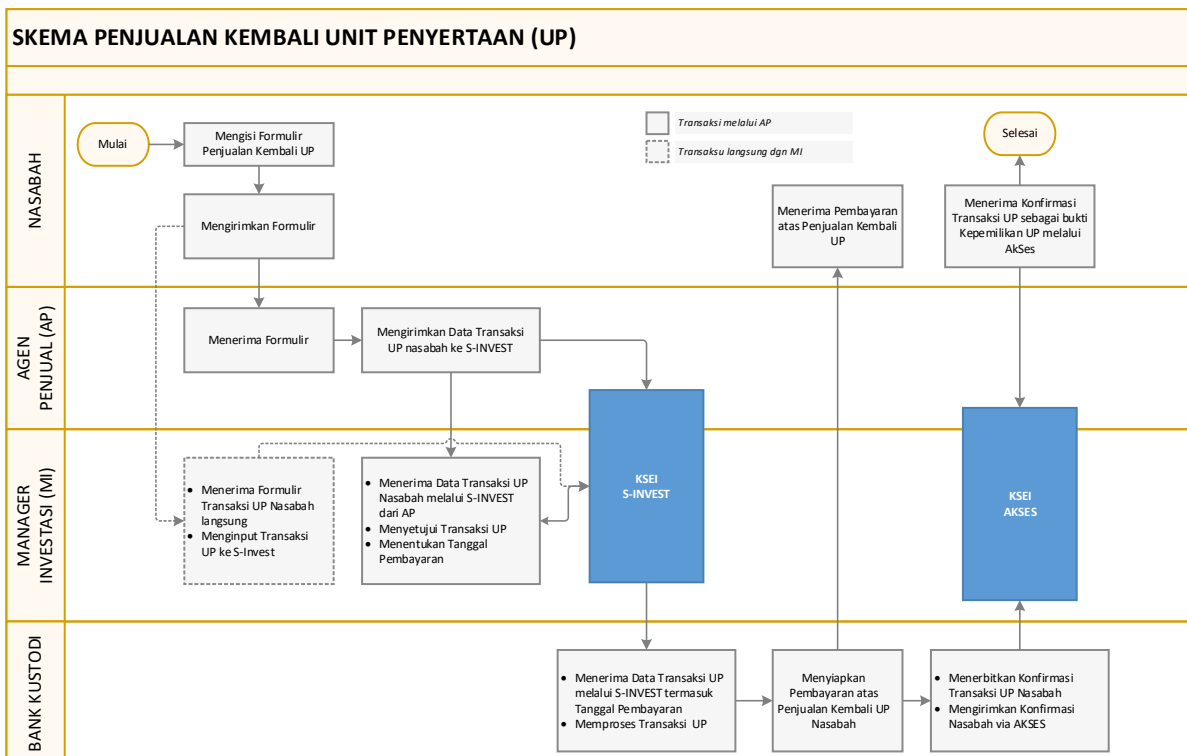 SKEMA PENJUALAN KEMBALI UNIT PENYERTAAN (UP)
NASABAH
Mulai
Mengisi Formulir
Penjualan Kembali UP
Mengirimkan Formulir
Transaksi melalui AP
Transaksu langsung dgn MI
Menerima Pembayaran
atas Penjualan Kembali
UP
Selesai
Menerima Konfirmasi
Transaksi UP sebagai bukti
Kepemilikan UP melalui
AkSes
AGEN
PENJUAL (AP)
Menerima Formulir
Mengirimkan Data Transaksi
UP nasabah ke S-INVEST
MANAGER
INVESTASI (MI)
• Menerima Formulir
Transaksi UP Nasabah
langsung
• Menginput Transaksi
UP ke S-Invest
• Menerima Data Transaksi UP
Nasabah melalui S-INVEST
dari AP
• Menyetujui Transaksi UP
• Menentukan Tanggal
Pembayaran
KSEI
S-INVEST
KSEI
AKSES
BANK KUSTODI
• Menerima Data Transaksi UP
melalui S-INVEST termasuk
Tanggal Pembayaran
• Memproses Transaksi UP
Menyiapkan
Pembayaran atas
Penjualan Kembali UP
Nasabah
• Menerbitkan Konfirmasi
Transaksi UP Nasabah
• Mengirimkan Konfirmasi
Nasabah via AKSES